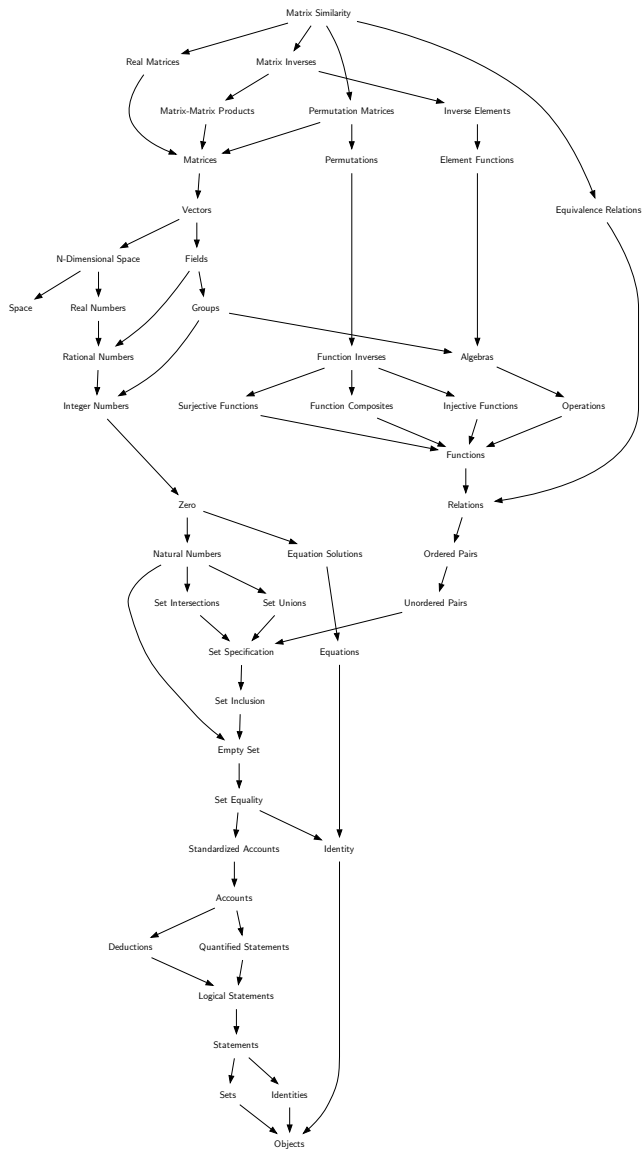 Matrix Similarity
Real Matrices
Matrix Inverses
Matrix-Matrix Products
Permutation Matrices
Inverse Elements
Matrices
Permutations
Element Functions
Vectors
Equivalence Relations
N-Dimensional Space
Fields
Space
Real Numbers
Groups
Rational Numbers
Function Inverses
Algebras
Integer Numbers
Surjective Functions
Function Composites
Injective Functions
Operations
Functions
Zero
Relations
Natural Numbers
Equation Solutions
Ordered Pairs
Set Intersections
Set Unions
Unordered Pairs
Set Specification
Equations
Set Inclusion
Empty Set
Set Equality
Standardized Accounts
Identity
Accounts
Deductions
Quantified Statements
Logical Statements
Statements
Sets
Identities
Objects